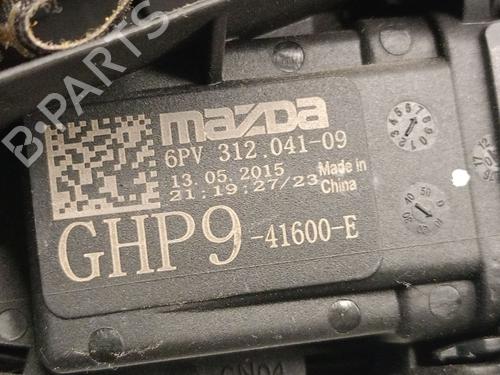 mazda
6PV 312.041-09
13.05.2015
21:19:27/23
Made in
China
GHP9-41600-E
B-PARTS